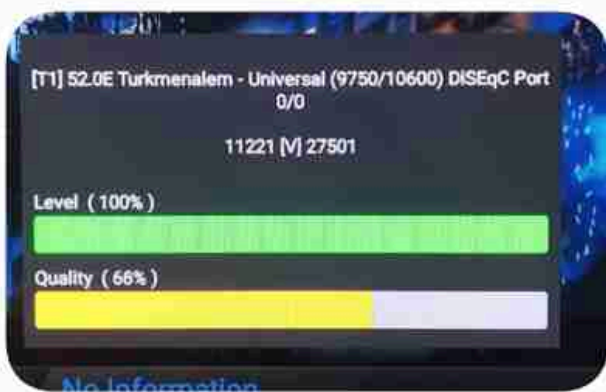 [T1] 52.0E Turkmenalem - Universal (9750/10600) DiSEqC Port
0/0
11221 [V] 27501
Level ( 100% )
Quality ( 66% )
No Information